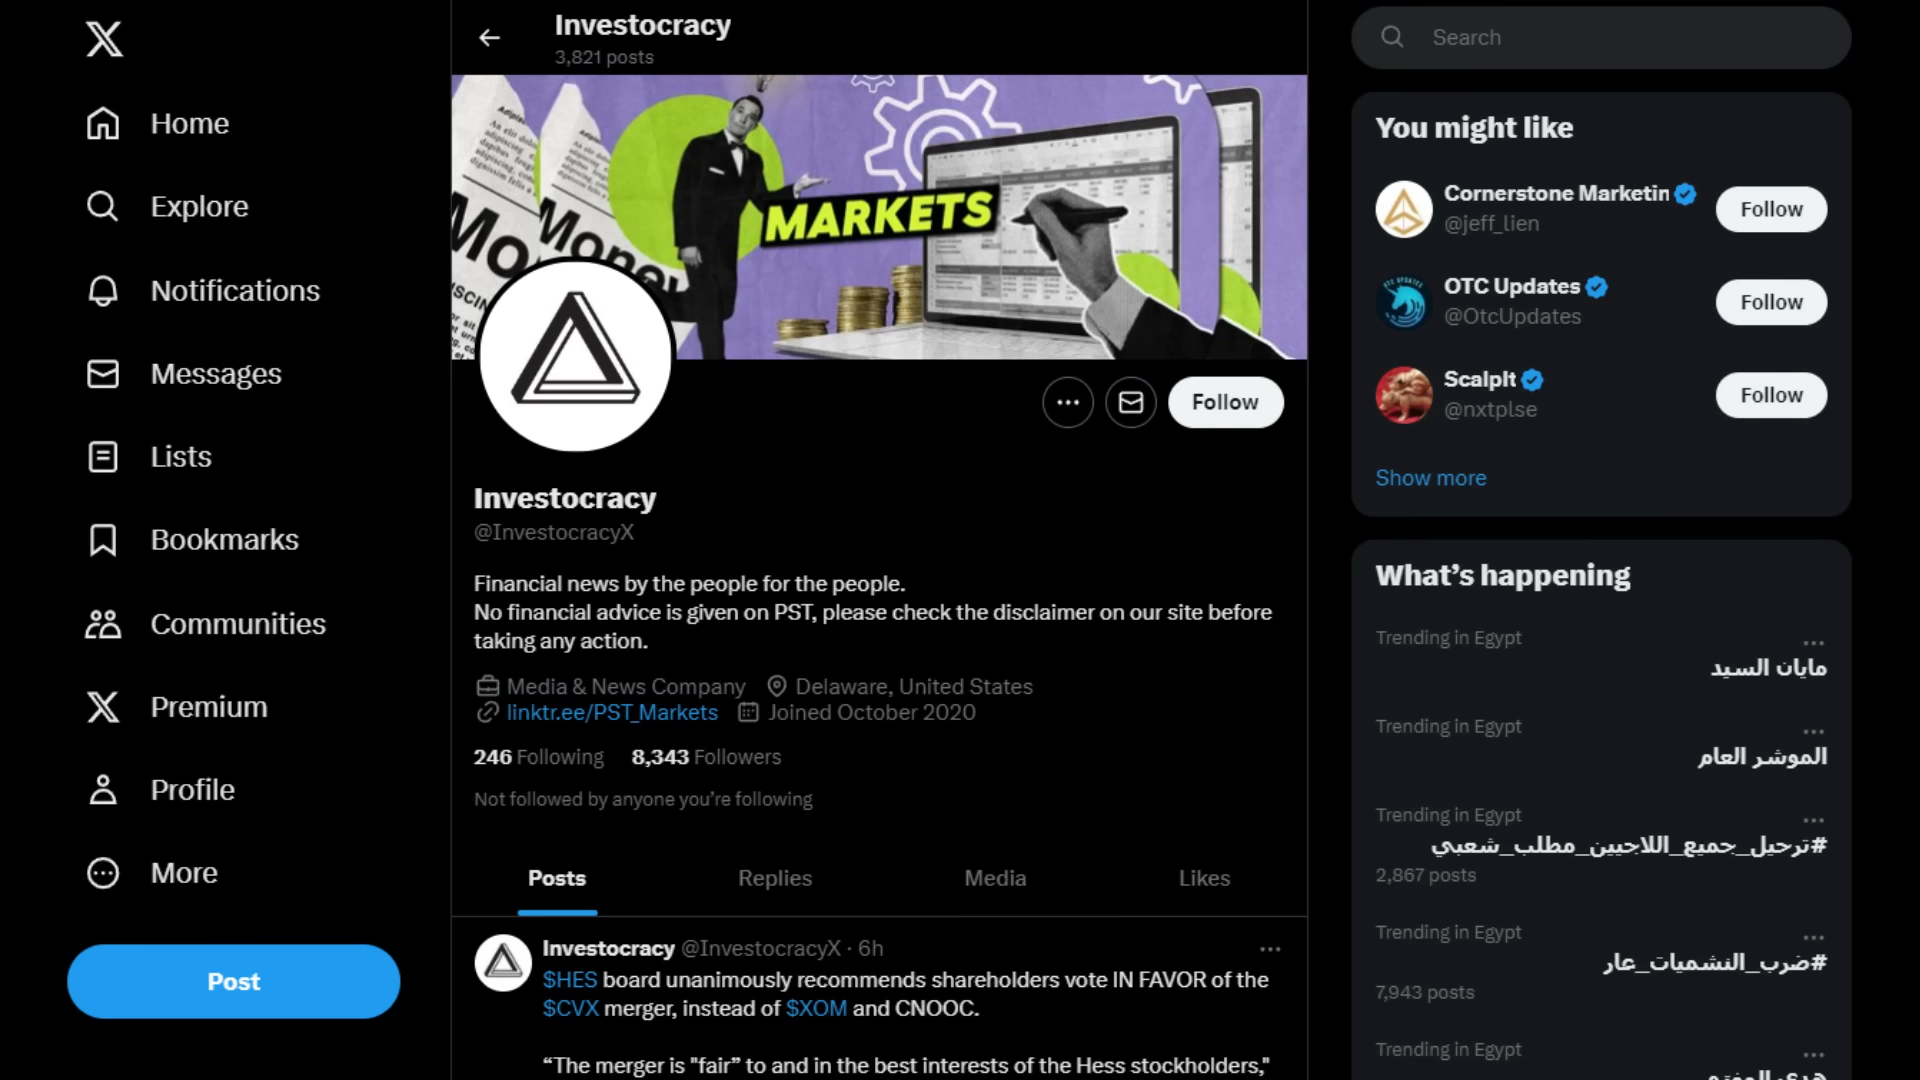 Investocracy
3,821 posts
Home
Explore
Notifications
Messages
Lists
Bookmarks
Communities
Premium
Profile
More
Post
Money
MARKETS
Follow
Investocracy
@InvestocracyX
Financial news by the people for the people.
No financial advice is given on PST, please check the disclaimer on our site before
taking any action.
Media & News Company Delaware, United States
linktr.ee/PST_Markets Joined October 2020
246 Following 8,343 Followers
Not followed by anyone you’re following
Posts Replies Media Likes
Investocracy @InvestocracyX · 6h
$HES board unanimously recommends shareholders vote IN FAVOR of the
$CVX merger, instead of $XOM and CNOOC.
“The merger is "fair” to and in the best interests of the Hess stockholders,"
Search
You might like
Cornerstone Marketin
@jeff_lien
Follow
OTC Updates
@OtcUpdates
Follow
ScalpIt
@nxtplse
Follow
Show more
What’s happening
Trending in Egypt
مايان السيد
Trending in Egypt
الموشر العام
Trending in Egypt
#ترحيل_جميع_اللاجيين_مطلب_شعبي
2,867 posts
Trending in Egypt
#ضرب_النشميات_عار
7,943 posts
Trending in Egypt